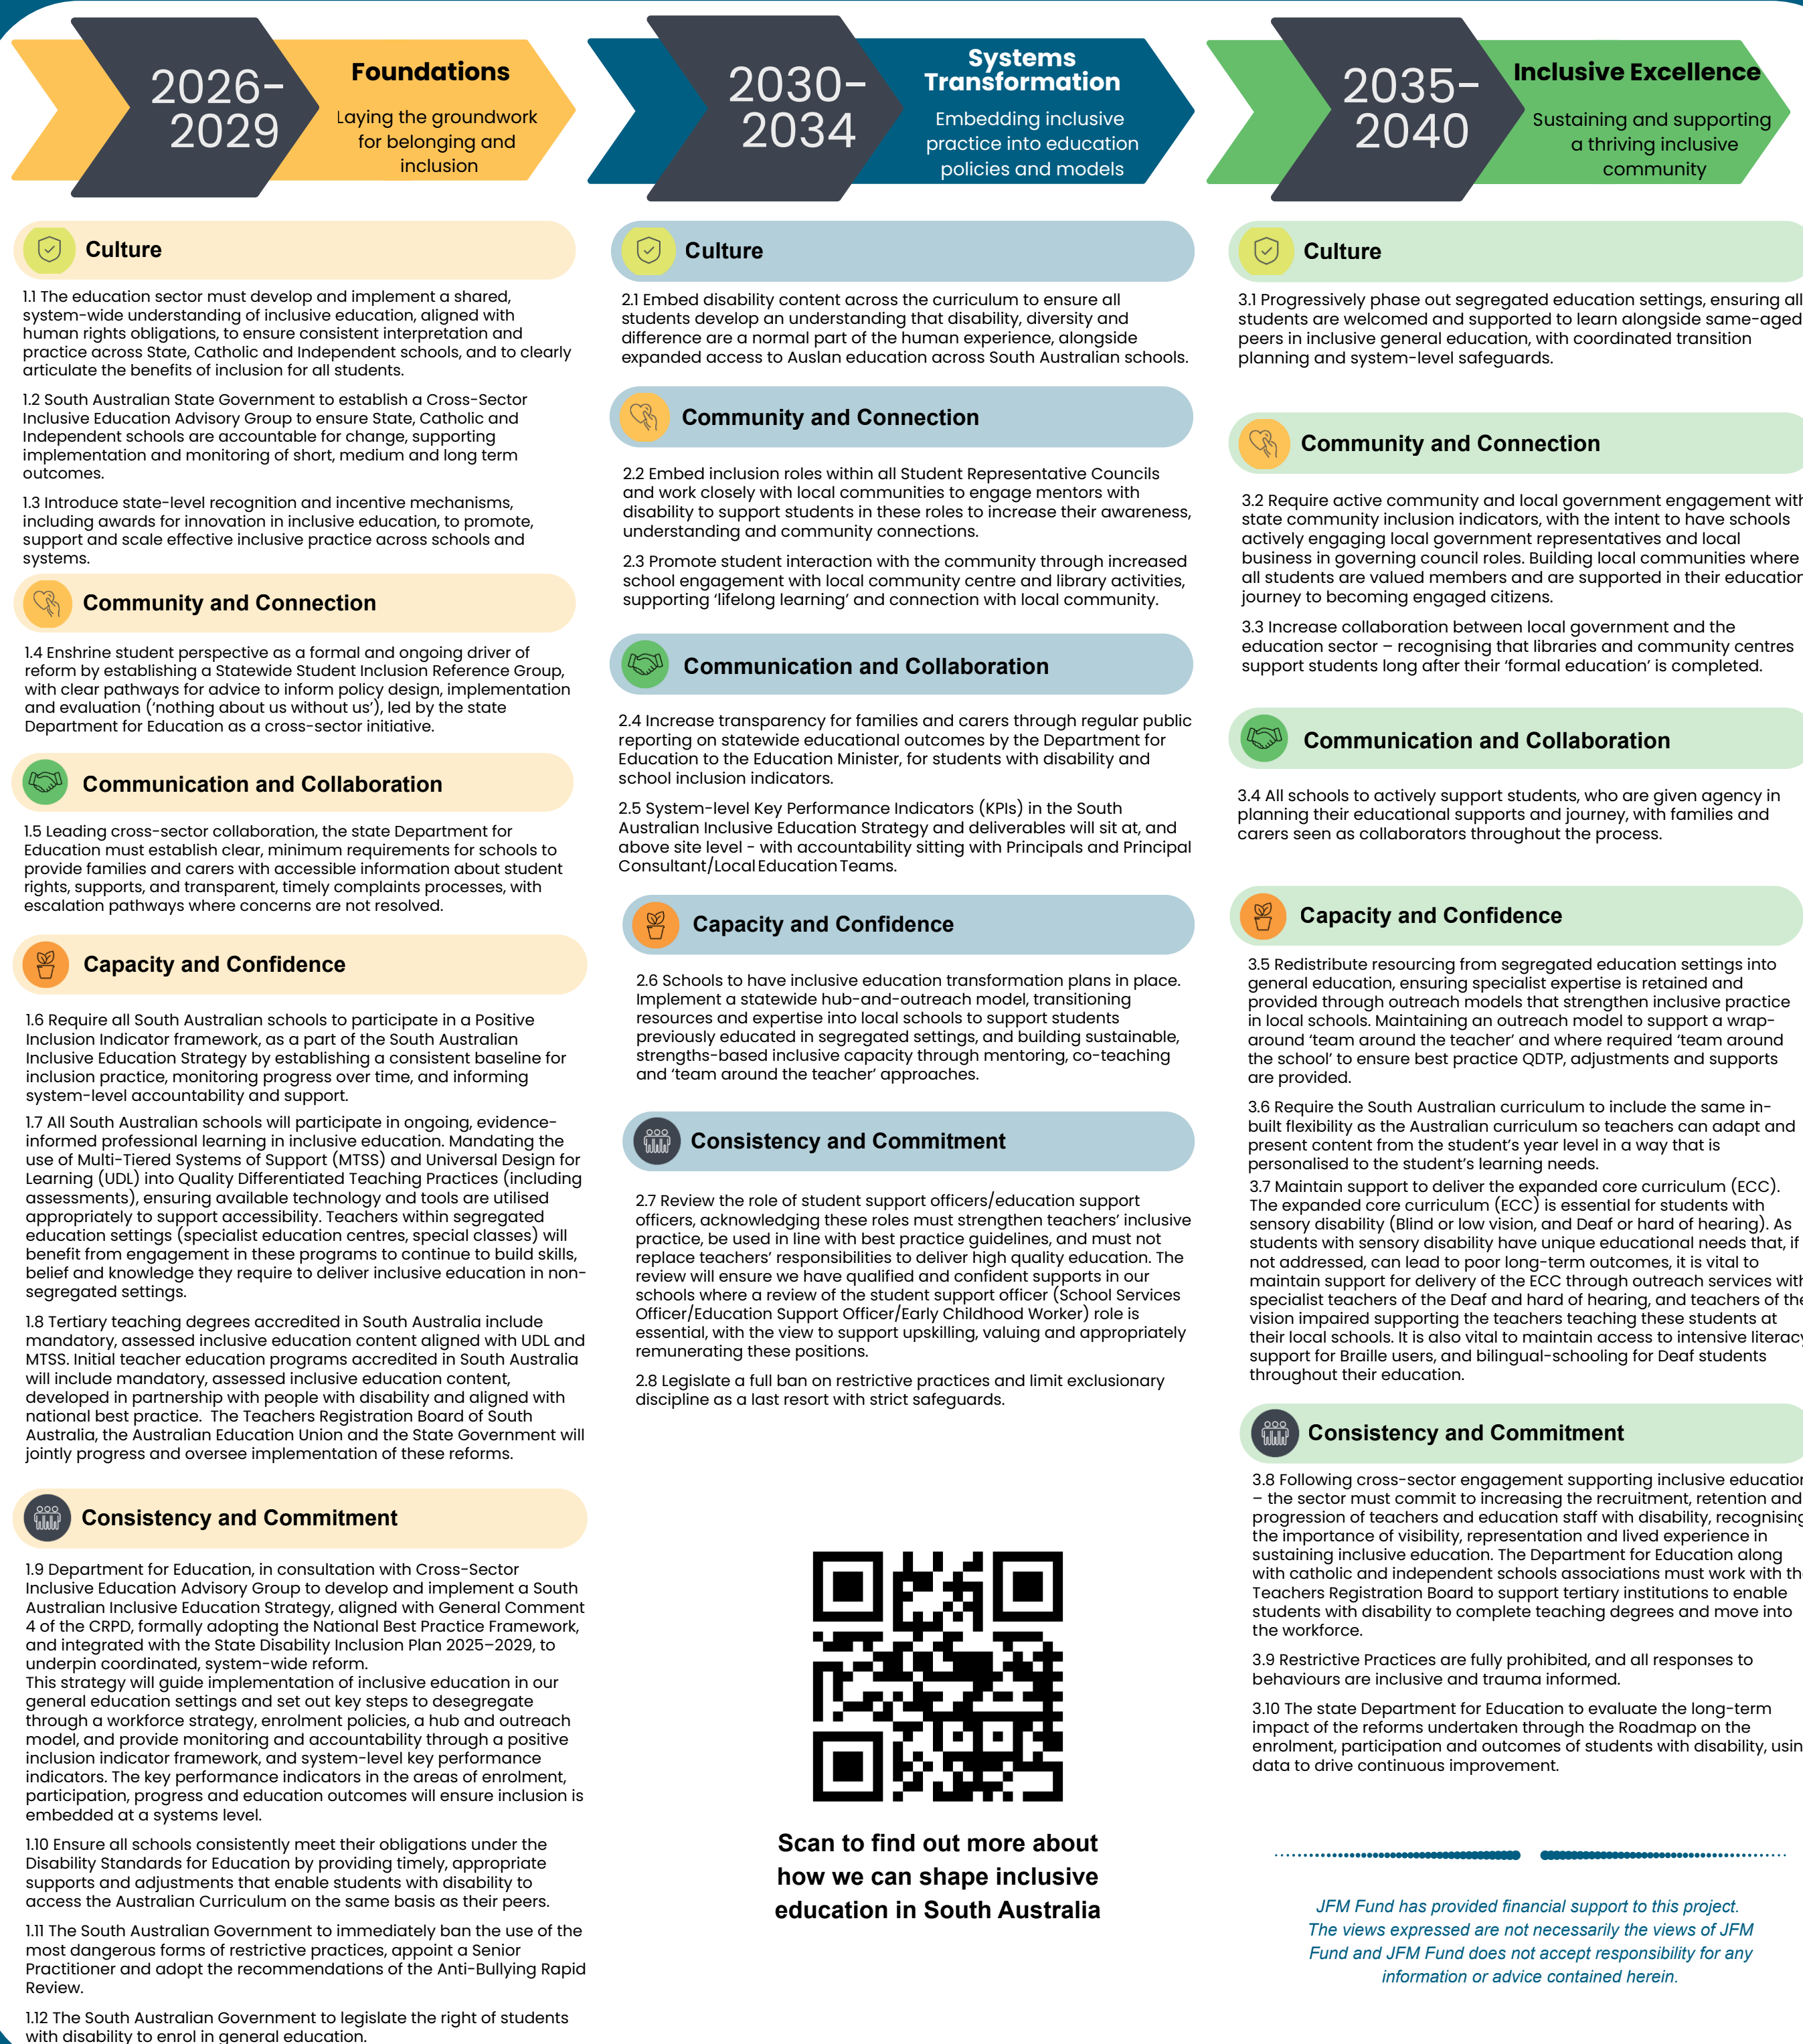 2026-
2029
Foundations
Laying the groundwork
for belonging and
inclusion
Culture
1.1 The education sector must develop and implement a shared,
system-wide understanding of inclusive education, aligned with
human rights obligations, to ensure consistent interpretation and
practice across State, Catholic and Independent schools, and to clearly
articulate the benefits of inclusion for all students.
1.2 South Australian State Government to establish a Cross-Sector
Inclusive Education Advisory Group to ensure State, Catholic and
Independent schools are accountable for change, supporting
implementation and monitoring of short, medium and long term
outcomes.
1.3 Introduce state-level recognition and incentive mechanisms,
including awards for innovation in inclusive education, to promote,
support and scale effective inclusive practice across schools and
systems.
Community and Connection
1.4 Enshrine student perspective as a formal and ongoing driver of
reform by establishing a Statewide Student Inclusion Reference Group,
with clear pathways for advice to inform policy design, implementation
and evaluation (‘nothing about us without us’), led by the state
Department for Education as a cross-sector initiative.
Communication and Collaboration
1.5 Leading cross-sector collaboration, the state Department for
Education must establish clear, minimum requirements for schools to
provide families and carers with accessible information about student
rights, supports, and transparent, timely complaints processes, with
escalation pathways where concerns are not resolved.
Capacity and Confidence
1.6 Require all South Australian schools to participate in a Positive
Inclusion Indicator framework, as a part of the South Australian
Inclusive Education Strategy by establishing a consistent baseline for
inclusion practice, monitoring progress over time, and informing
system-level accountability and support.
1.7 All South Australian schools will participate in ongoing, evidence-
informed professional learning in inclusive education. Mandating the
use of Multi-Tiered Systems of Support (MTSS) and Universal Design for
Learning (UDL) into Quality Differentiated Teaching Practices (including
assessments), ensuring available technology and tools are utilised
appropriately to support accessibility. Teachers within segregated
education settings (specialist education centres, special classes) will
benefit from engagement in these programs to continue to build skills,
belief and knowledge they require to deliver inclusive education in non-
segregated settings.
1.8 Tertiary teaching degrees accredited in South Australia include
mandatory, assessed inclusive education content aligned with UDL and
MTSS. Initial teacher education programs accredited in South Australia
will include mandatory, assessed inclusive education content,
developed in partnership with people with disability and aligned with
national best practice. The Teachers Registration Board of South
Australia, the Australian Education Union and the State Government will
jointly progress and oversee implementation of these reforms.
Consistency and Commitment
1.9 Department for Education, in consultation with Cross-Sector
Inclusive Education Advisory Group to develop and implement a South
Australian Inclusive Education Strategy, aligned with General Comment
4 of the CRPD, formally adopting the National Best Practice Framework,
and integrated with the State Disability Inclusion Plan 2025–2029, to
underpin coordinated, system-wide reform.
This strategy will guide implementation of inclusive education in our
general education settings and set out key steps to desegregate
through a workforce strategy, enrolment policies, a hub and outreach
model, and provide monitoring and accountability through a positive
inclusion indicator framework, and system-level key performance
indicators. The key performance indicators in the areas of enrolment,
participation, progress and education outcomes will ensure inclusion is
embedded at a systems level.
1.10 Ensure all schools consistently meet their obligations under the
Disability Standards for Education by providing timely, appropriate
supports and adjustments that enable students with disability to
access the Australian Curriculum on the same basis as their peers.
1.11 The South Australian Government to immediately ban the use of the
most dangerous forms of restrictive practices, appoint a Senior
Practitioner and adopt the recommendations of the Anti-Bullying Rapid
Review.
1.12 The South Australian Government to legislate the right of students
with disability to enrol in general education.
2030-
2034
Systems
Transformation
Embedding inclusive
practice into education
policies and models
Culture
2.1 Embed disability content across the curriculum to ensure all
students develop an understanding that disability, diversity and
difference are a normal part of the human experience, alongside
expanded access to Auslan education across South Australian schools.
Community and Connection
2.2 Embed inclusion roles within all Student Representative Councils
and work closely with local communities to engage mentors with
disability to support students in these roles to increase their awareness,
understanding and community connections.
2.3 Promote student interaction with the community through increased
school engagement with local community centre and library activities,
supporting ‘lifelong learning’ and connection with local community.
Communication and Collaboration
2.4 Increase transparency for families and carers through regular public
reporting on statewide educational outcomes by the Department for
Education to the Education Minister, for students with disability and
school inclusion indicators.
2.5 System-level Key Performance Indicators (KPIs) in the South
Australian Inclusive Education Strategy and deliverables will sit at, and
above site level - with accountability sitting with Principals and Principal
Consultant/Local Education Teams.
Capacity and Confidence
2.6 Schools to have inclusive education transformation plans in place.
Implement a statewide hub-and-outreach model, transitioning
resources and expertise into local schools to support students
previously educated in segregated settings, and building sustainable,
strengths-based inclusive capacity through mentoring, co-teaching
and ‘team around the teacher’ approaches.
Consistency and Commitment
2.7 Review the role of student support officers/education support
officers, acknowledging these roles must strengthen teachers’ inclusive
practice, be used in line with best practice guidelines, and must not
replace teachers’ responsibilities to deliver high quality education. The
review will ensure we have qualified and confident supports in our
schools where a review of the student support officer (School Services
Officer/Education Support Officer/Early Childhood Worker) role is
essential, with the view to support upskilling, valuing and appropriately
remunerating these positions.
2.8 Legislate a full ban on restrictive practices and limit exclusionary
discipline as a last resort with strict safeguards.
Scan to find out more about
how we can shape inclusive
education in South Australia
2035-
2040
Inclusive Excellence
Sustaining and supporting
a thriving inclusive
community
Culture
3.1 Progressively phase out segregated education settings, ensuring all
students are welcomed and supported to learn alongside same-aged
peers in inclusive general education, with coordinated transition
planning and system-level safeguards.
Community and Connection
3.2 Require active community and local government engagement with
state community inclusion indicators, with the intent to have schools
actively engaging local government representatives and local
business in governing council roles. Building local communities where
all students are valued members and are supported in their education
journey to becoming engaged citizens.
3.3 Increase collaboration between local government and the
education sector – recognising that libraries and community centres
support students long after their ‘formal education’ is completed.
Communication and Collaboration
3.4 All schools to actively support students, who are given agency in
planning their educational supports and journey, with families and
carers seen as collaborators throughout the process.
Capacity and Confidence
3.5 Redistribute resourcing from segregated education settings into
general education, ensuring specialist expertise is retained and
provided through outreach models that strengthen inclusive practice
in local schools. Maintaining an outreach model to support a wrap-
around ‘team around the teacher’ and where required ‘team around
the school’ to ensure best practice QDTP, adjustments and supports
are provided.
3.6 Require the South Australian curriculum to include the same in-
built flexibility as the Australian curriculum so teachers can adapt and
present content from the student’s year level in a way that is
personalised to the student’s learning needs.
3.7 Maintain support to deliver the expanded core curriculum (ECC).
The expanded core curriculum (ECC) is essential for students with
sensory disability (Blind or low vision, and Deaf or hard of hearing). As
students with sensory disability have unique educational needs that, if
not addressed, can lead to poor long-term outcomes, it is vital to
maintain support for delivery of the ECC through outreach services with
specialist teachers of the Deaf and hard of hearing, and teachers of the
vision impaired supporting the teachers teaching these students at
their local schools. It is also vital to maintain access to intensive literacy
support for Braille users, and bilingual-schooling for Deaf students
throughout their education.
Consistency and Commitment
3.8 Following cross-sector engagement supporting inclusive education
– the sector must commit to increasing the recruitment, retention and
progression of teachers and education staff with disability, recognising
the importance of visibility, representation and lived experience in
sustaining inclusive education. The Department for Education along
with catholic and independent schools associations must work with the
Teachers Registration Board to support tertiary institutions to enable
students with disability to complete teaching degrees and move into
the workforce.
3.9 Restrictive Practices are fully prohibited, and all responses to
behaviours are inclusive and trauma informed.
3.10 The state Department for Education to evaluate the long-term
impact of the reforms undertaken through the Roadmap on the
enrolment, participation and outcomes of students with disability, usin
data to drive continuous improvement.
JFM Fund has provided financial support to this project.
The views expressed are not necessarily the views of JFM
Fund and JFM Fund does not accept responsibility for any
information or advice contained herein.